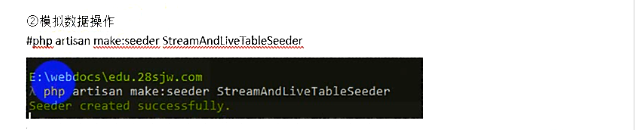 ②模拟数据操作
#php artisan make:seeder StreamAndLiveTableSeeder
E:\webdocs\edu.28sjw.com
λ php artisan make:seeder StreamAndLiveTableSeeder
Seeder created successfully.